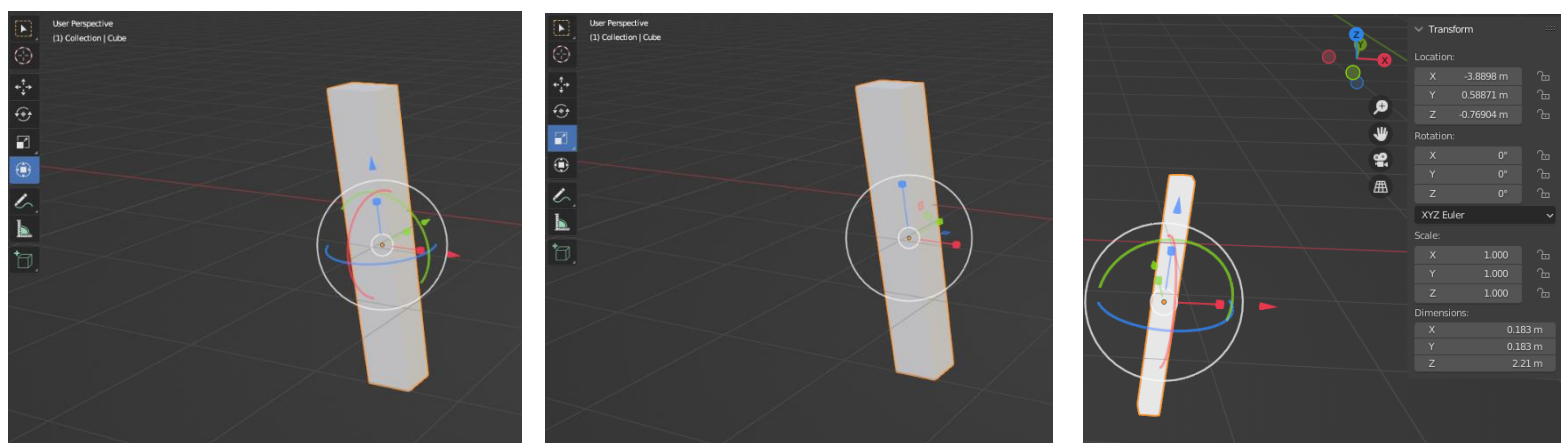 User Perspective
(1) Collection | Cube
User Perspective
(1) Collection | Cube
Z
Y
X
Transform
Location:
X -3.8898 m
Y 0.58871 m
Z -0.76904 m
Rotation:
X 0°
Y 0°
Z 0°
XYZ Euler
Scale:
X 1.000
Y 1.000
Z 1.000
Dimensions:
X 0.183 m
Y 0.183 m
Z 2.21 m